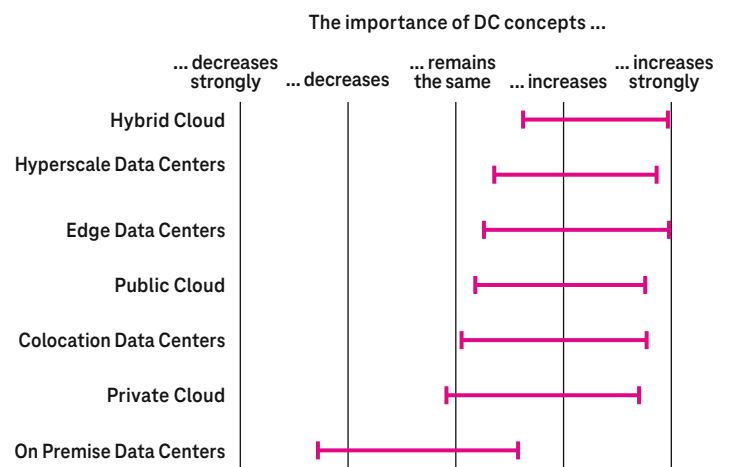 The importance of DC concepts ...
... decreases strongly
... decreases
... remains the same
... increases
... increases strongly
Hybrid Cloud
Hyperscale Data Centers
Edge Data Centers
Public Cloud
Colocation Data Centers
Private Cloud
On Premise Data Centers